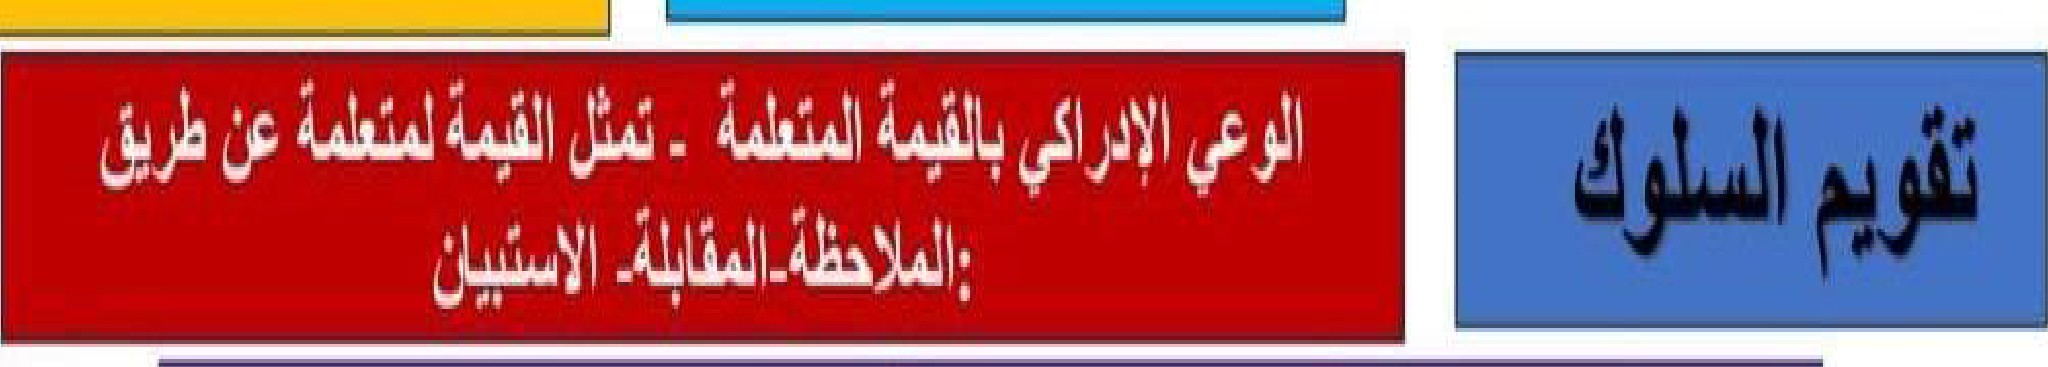 تقويم السلوك
الوعي الإدراكي بالقيمة المتعلمة - تمثل القيمة لمتعلمة عن طريق
:الملاحظة-المقابلة- الاستبيان